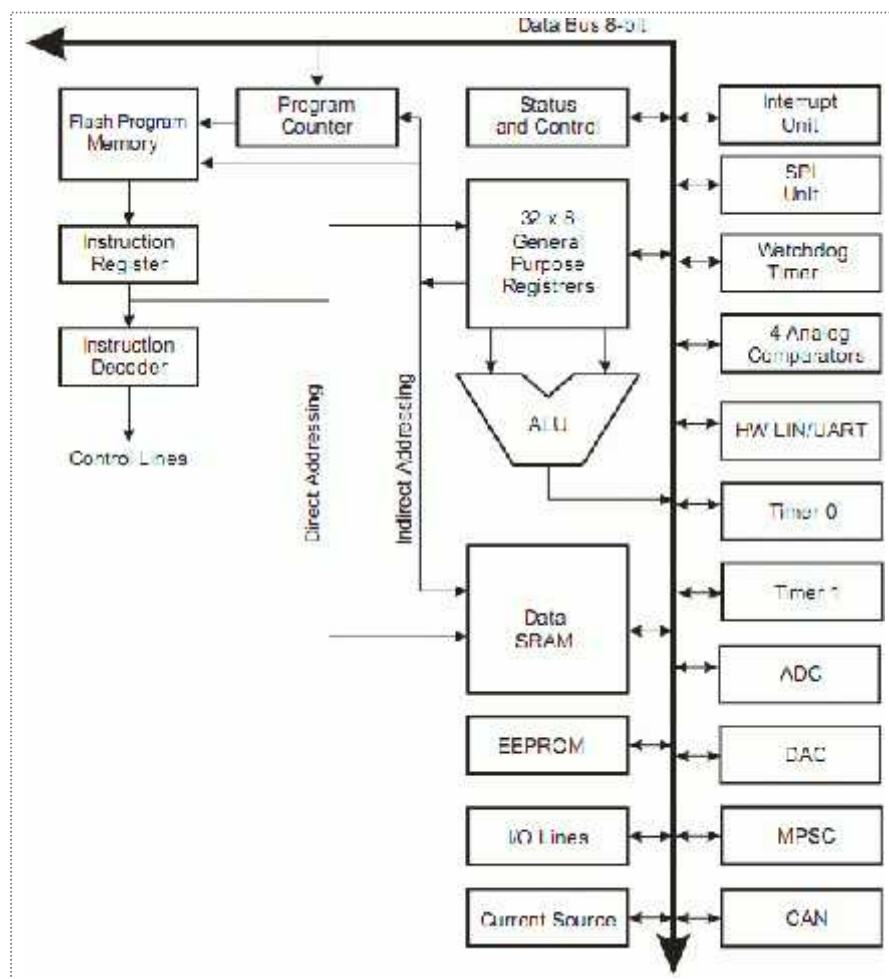 Data Bus 8-bit
Flash Program
Memory
Program
Counter
Status
and Control
Interrupt
Unit
SPI
Unit
Instruction
Register
32 x 8
General
Purpose
Registrers
Watchdog
Timer
Instruction
Decoder
4 Analog
Comparators
Control Lines
Direct Addressing
Indirect Addressing
ALU
HW LIN/UART
Timer 0
Timer 1
Data
SRAM
ADC
EEPROM
DAC
I/O Lines
MPSC
Current Source
CAN